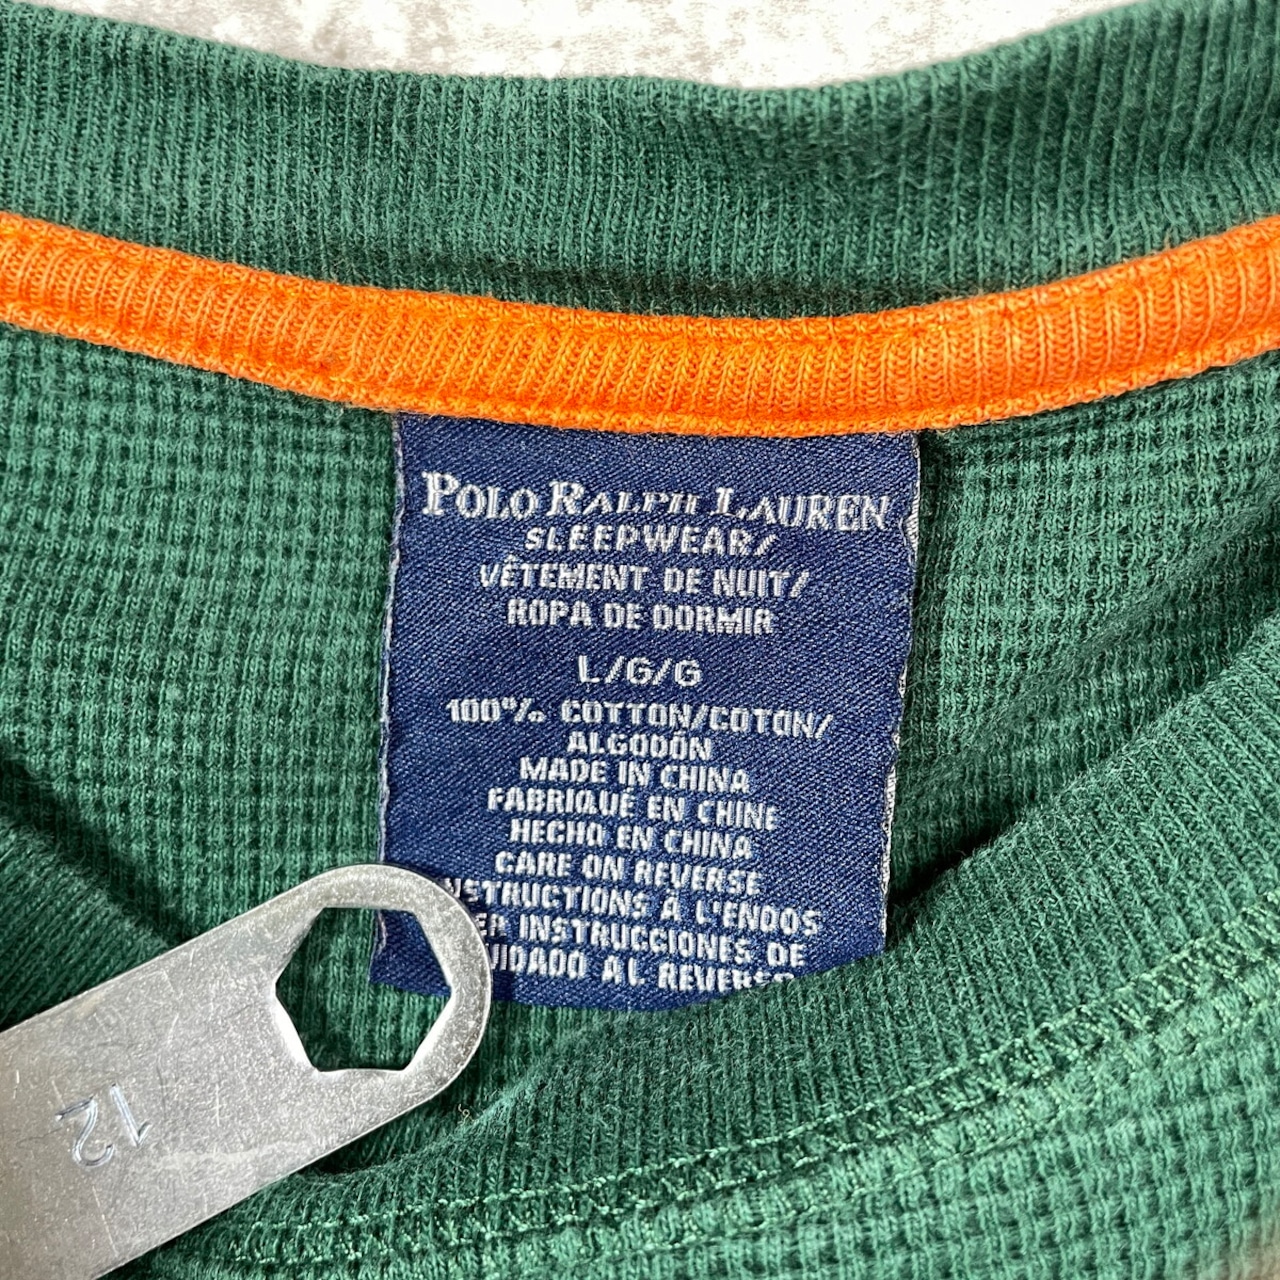 POLO RALPH LAUREN
SLEEPWEAR/
VÊTEMENT DE NUIT/
ROPA DE DORMIR
L/G/G
100% COTTON/COTON/
ALGODÓN
MADE IN CHINA
FABRIQUÉ EN CHINE
HECHO EN CHINA
CARE ON REVERSE
INSTRUCTIONS À L'ENDOS
INSTRUCCIONES DE
AL REVERSO
12